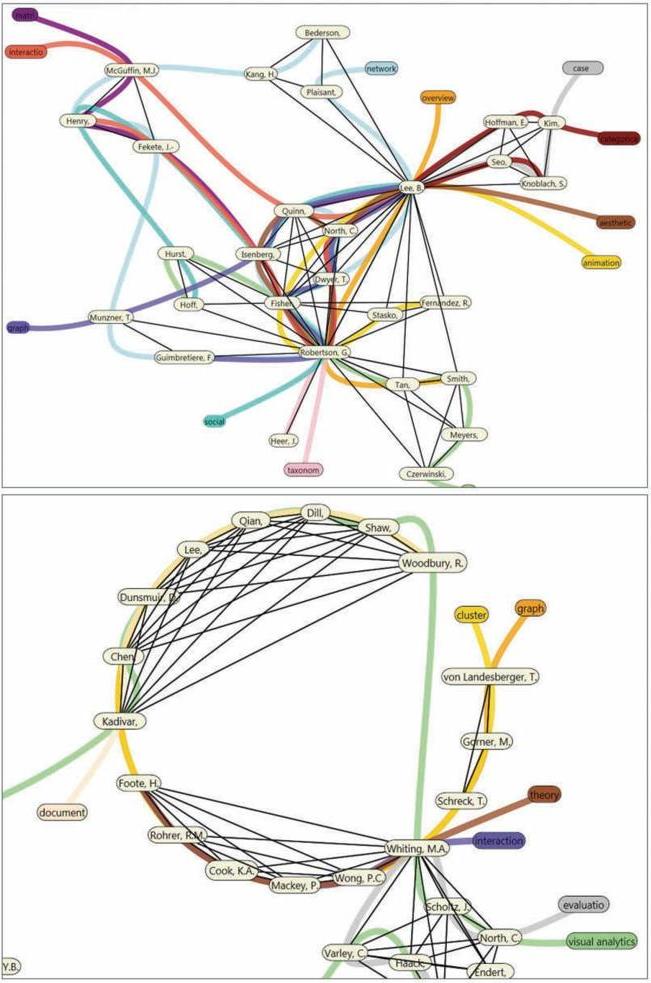 matri
interactio
McGuffin, M.J.
Bederson,
Kang, H.
network
Plaisant,
overview
case
Henry,
Fekete, J.-
Hoffman, E.
Kim,
categorica
Seo,
Knoblach, S.
Lee, B.
Quinn,
North, C.
aesthetic
animation
Hurst,
Isenberg,
Dwyer, T.
Hoff,
Fisher,
Fernandez, R.
Stasko,
Munzner, T.
graph
Guimbretiere, F.
Robertson, G.
Tan,
Smith,
social
Heer, J.
Meyers,
taxonom
Czerwinski,
Dill,
Qian,
Shaw,
Lee,
Woodbury, R.
Dunsmuir, D.
Chen,
Kadivar,
cluster
graph
von Landesberger, T.
Gorner, M.
Schreck, T.
Foote, H.
document
theory
Rohrer, R.M.
Whiting, M.A.
interaction
Cook, K.A.
Mackey, P.
Wong, P.C.
Scholtz, J.
evaluatio
North, C.
visual analytics
Varley, C.
Haack,
Endert,
Y.B.